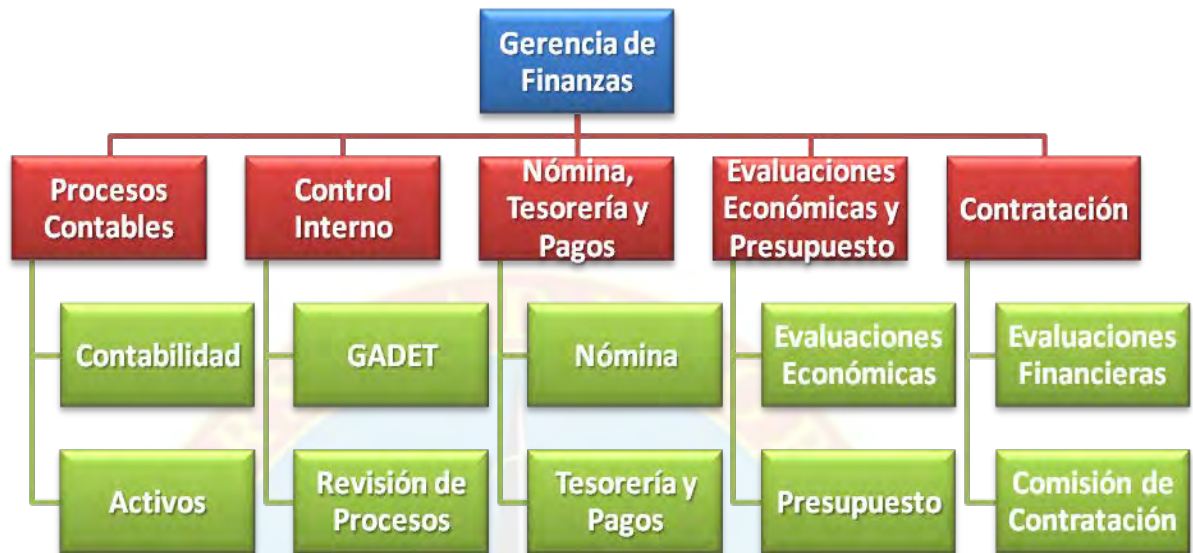 Gerencia de
Finanzas
Procesos
Contables
Control
Interno
Nómina,
Tesorería y
Pagos
Evaluaciones
Económicas y
Presupuesto
Contratación
Contabilidad
GADET
Nómina
Evaluaciones
Económicas
Evaluaciones
Financieras
Activos
Revisión de
Procesos
Tesorería y
Pagos
Presupuesto
Comisión de
Contratación